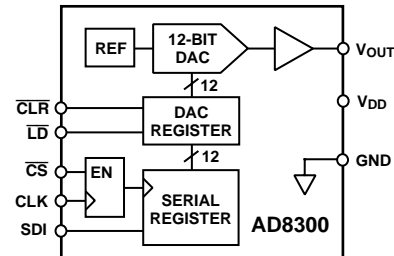 REF
12-BIT
DAC
VOUT
12
VDD
CLR
LD
DAC
REGISTER
GND
12
CS
EN
CLK
SDI
SERIAL
REGISTER
AD8300